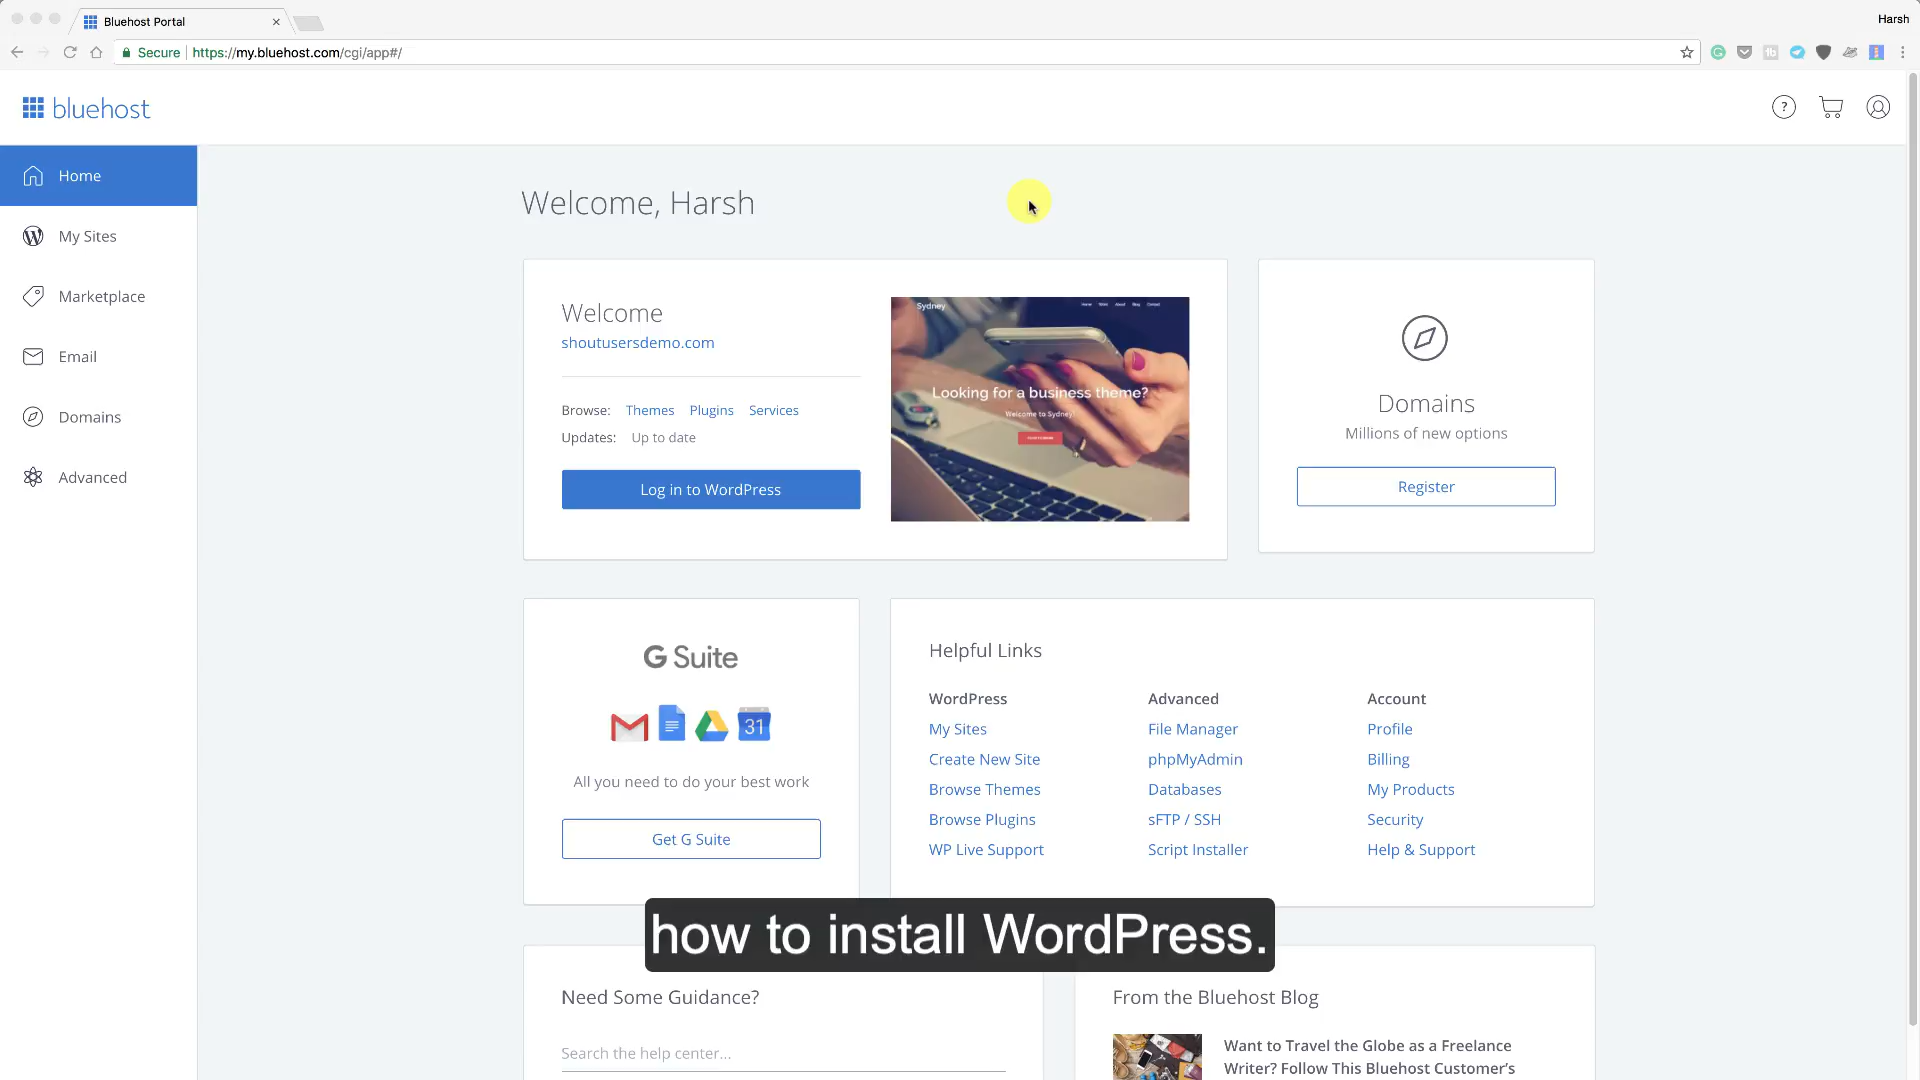 Bluehost Portal
Harsh
Secure
https://my.bluehost.com/cgi/app#/
bluehost
?
Home
My Sites
Marketplace
Email
Domains
Advanced
Welcome, Harsh
Welcome
shoutusersdemo.com
Browse: Themes Plugins Services
Updates: Up to date
Log in to WordPress
Sydney
Home About Blog Contact
Looking for a business theme?
Welcome to Sydney!
Domains
Millions of new options
Register
G Suite
31
All you need to do your best work
Get G Suite
Helpful Links
WordPress
My Sites
Create New Site
Browse Themes
Browse Plugins
WP Live Support
Advanced
File Manager
phpMyAdmin
Databases
sFTP / SSH
Script Installer
Account
Profile
Billing
My Products
Security
Help & Support
how to install WordPress.
Need Some Guidance?
Search the help center...
From the Bluehost Blog
Want to Travel the Globe as a Freelance
Writer? Follow This Bluehost Customer’s